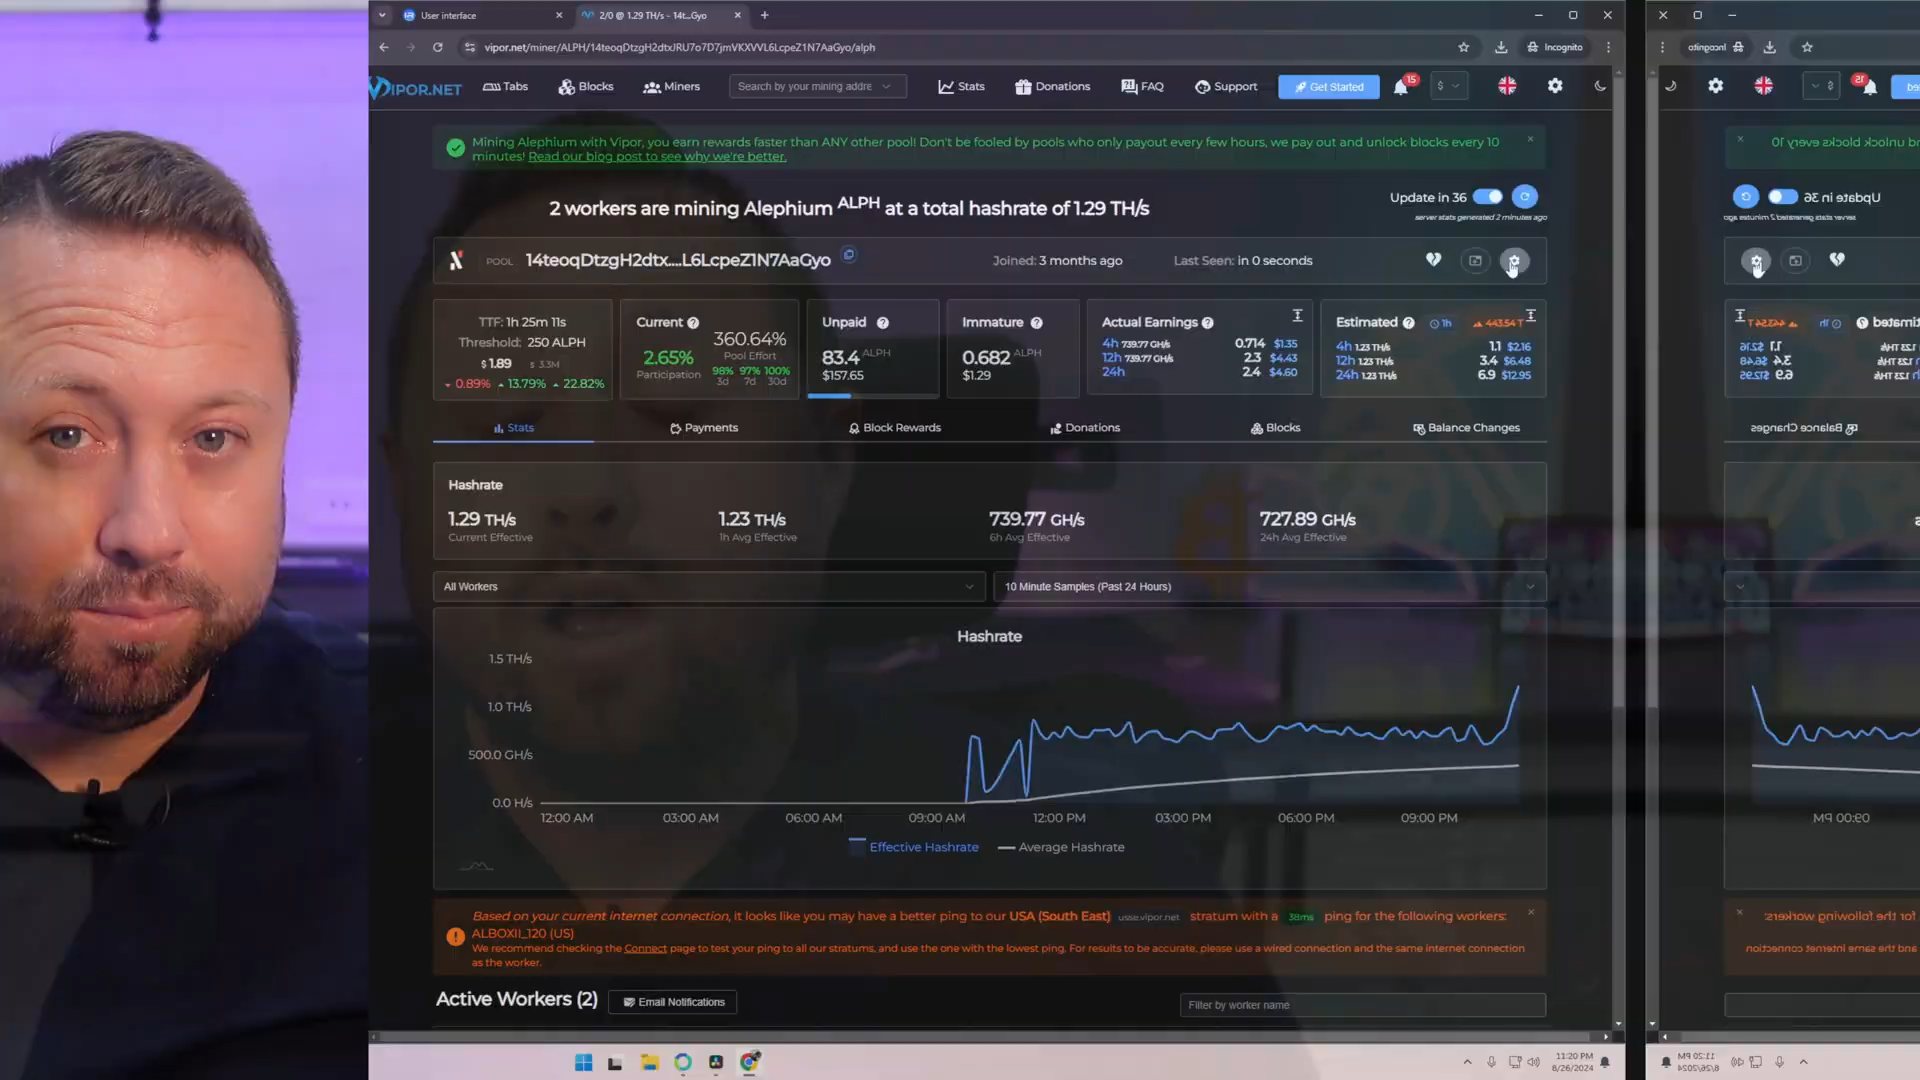 User interface
2/0 @ 1.29 TH/s - 14t...Gyo
vipor.net/miner/ALPH/14teoqDtzgH2dtxJRU7o7D7jmVKXVVL6LcpeZ1N7AaGyo/alph
Incognito
VIPOR.NET Tabs Blocks Miners Search by your mining addre Stats Donations FAQ Support Get Started 21 $
Mining Alephium with Vipor, you earn rewards faster than ANY other pool! Don't be fooled by pools who only payout every few hours, we pay out and unlock blocks every 10
minutes! Read our blog post to see why we're better.
2 workers are mining Alephium ALPH at a total hashrate of 1.29 TH/s
Update in 36
server stats generated 2 minutes ago
POOL 14teoqDtzgH2dtx....L6LcpeZ1N7AaGyo Joined: 3 months ago Last Seen: in 0 seconds
TTF: 1h 25m 11s
Threshold: 250 ALPH
$ 1.89 $ 3.3M
0.89% 13.79% 22.82%
Current
2.65%
Participation
360.64%
Pool Effort
98% 97% 100%
3d 7d 30d
Unpaid
83.4 ALPH
$157.65
Immature
0.682 ALPH
$1.29
Actual Earnings
4h 739.77 GH/s 0.714 $1.35
12h 739.77 GH/s 2.3 $4.43
24h 2.4 $4.60
Estimated 1h 443.54 T
4h 1.23 TH/s 1.1 $2.16
12h 1.23 TH/s 3.4 $6.48
24h 1.23 TH/s 6.9 $12.95
Stats Payments Block Rewards Donations Blocks Balance Changes
Hashrate
1.29 TH/s 1.23 TH/s 739.77 GH/s 727.89 GH/s
Current Effective 1h Avg Effective 6h Avg Effective 24h Avg Effective
All Workers 10 Minute Samples (Past 24 Hours)
Hashrate
1.5 TH/s
1.0 TH/s
500.0 GH/s
0.0 H/s
12:00 AM 03:00 AM 06:00 AM 09:00 AM 12:00 PM 03:00 PM 06:00 PM 09:00 PM
Effective Hashrate Average Hashrate
Based on your current internet connection, it looks like you may have a better ping to our USA (South East) usse.vipor.net stratum with a 38ms ping for the following workers:
ALBOXII_120 (US)
We recommend checking the Connect page to test your ping to all our stratums, and use the one with the lowest ping. For results to be accurate, please use a wired connection and the same internet connection
as the worker.
Active Workers (2) Email Notifications Filter by worker name
11:20 PM
8/26/2024